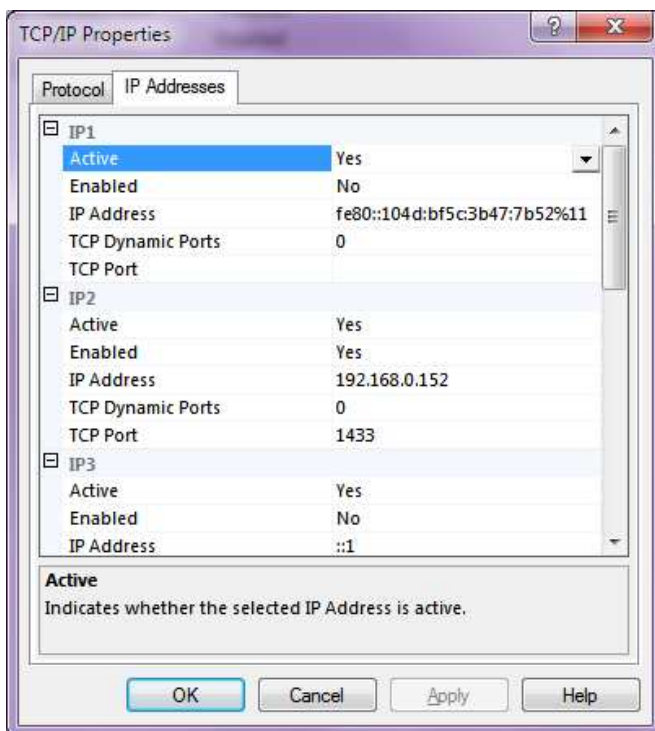 TCP/IP Properties
Protocol IP Addresses
IP1
Active Yes
Enabled No
IP Address fe80::104d:bf5c:3b47:7b52%11
TCP Dynamic Ports 0
TCP Port
IP2
Active Yes
Enabled Yes
IP Address 192.168.0.152
TCP Dynamic Ports 0
TCP Port 1433
IP3
Active Yes
Enabled No
IP Address ::1
Active
Indicates whether the selected IP Address is active.
OK Cancel Apply Help